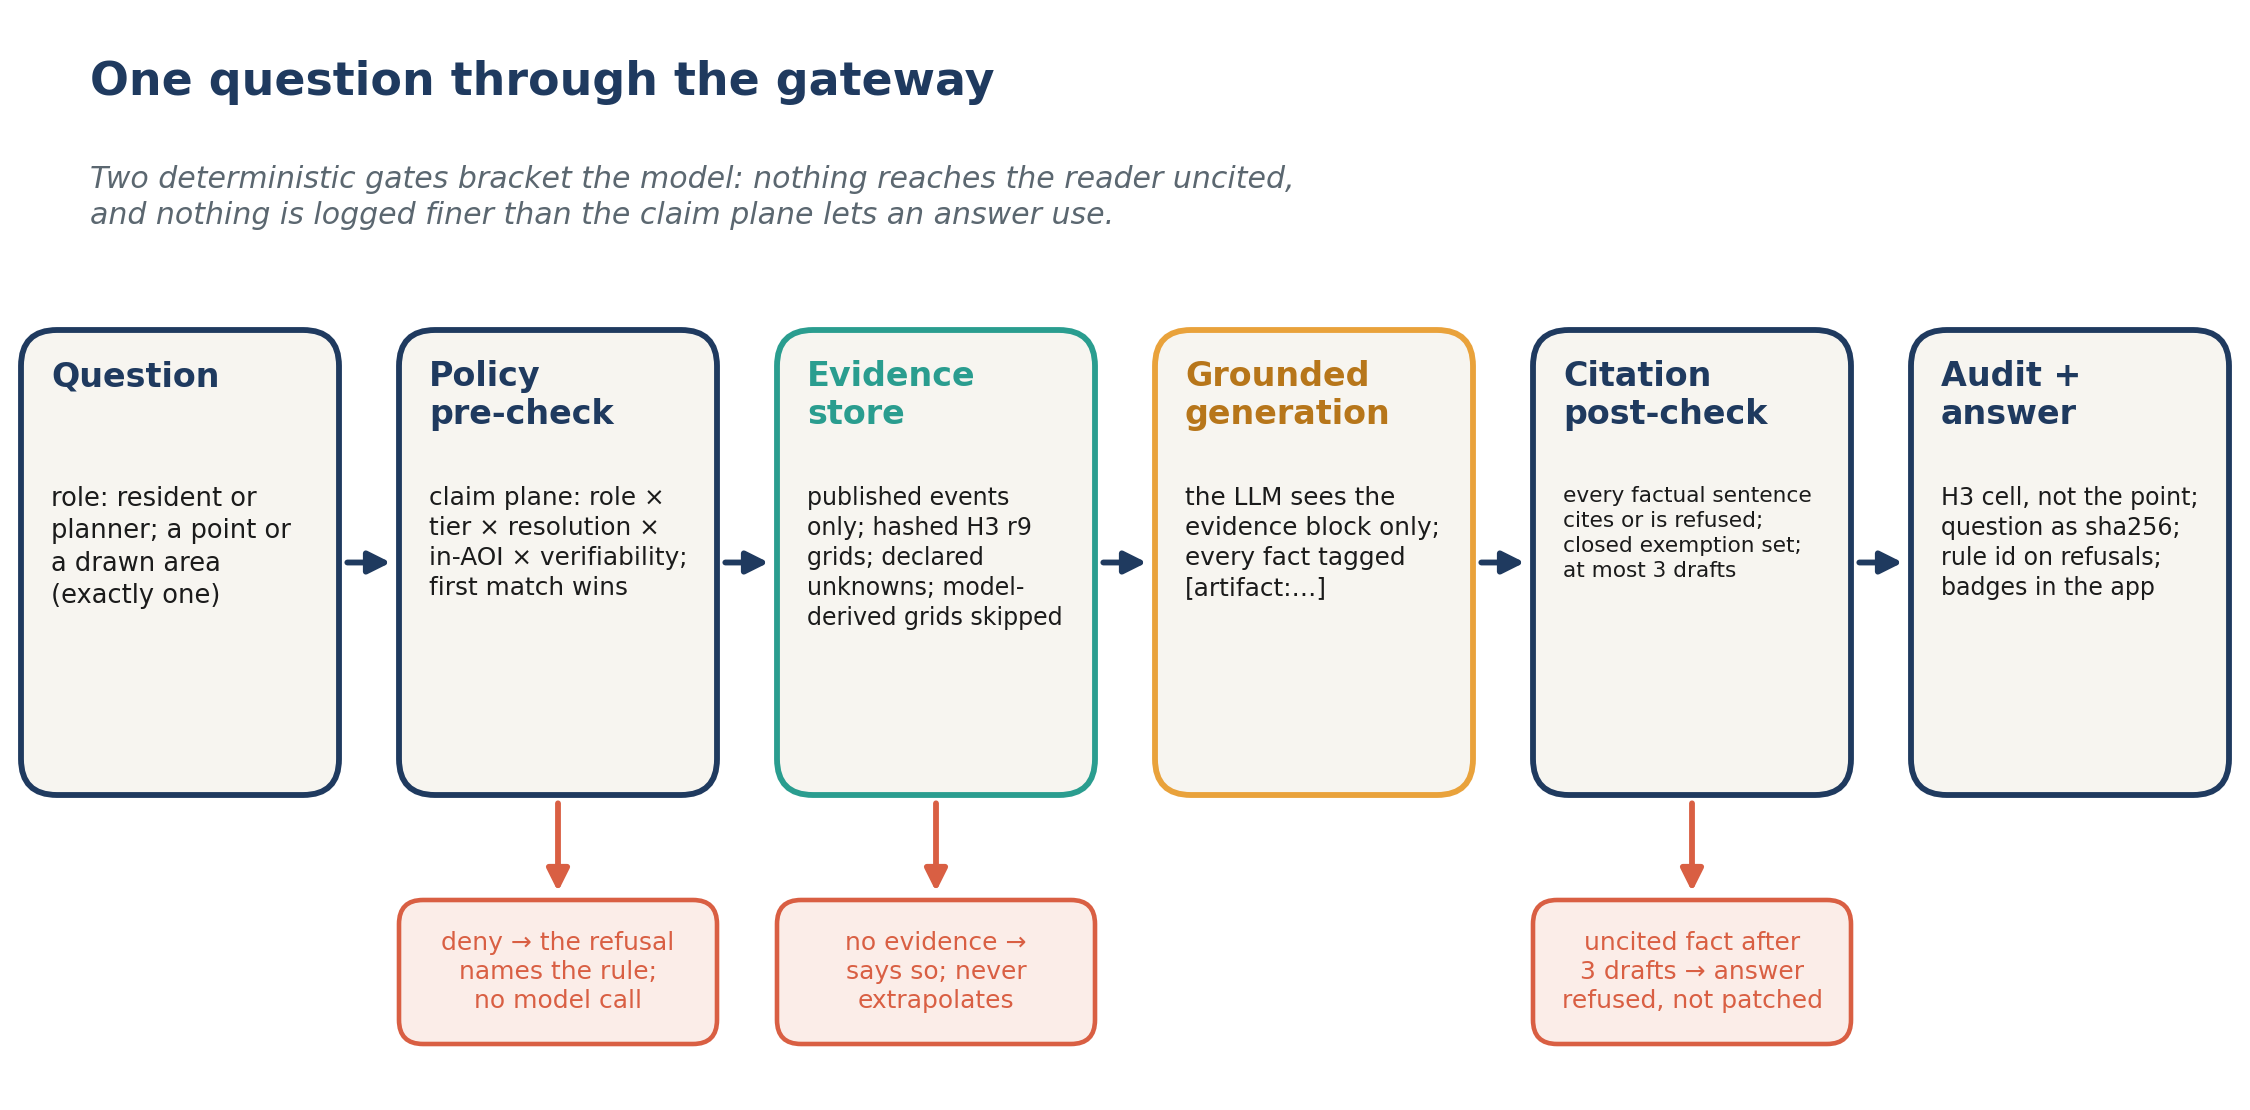 One question through the gateway
Two deterministic gates bracket the model: nothing reaches the reader uncited,
and nothing is logged finer than the claim plane lets an answer use.
Question
role: resident or
planner; a point or
a drawn area
(exactly one)
Policy
pre-check
claim plane: role ×
tier × resolution ×
in-AOI × verifiability;
first match wins
Evidence
store
published events
only; hashed H3 r9
grids; declared
unknowns; model-
derived grids skipped
Grounded
generation
the LLM sees the
evidence block only;
every fact tagged
[artifact:…]
Citation
post-check
every factual sentence
cites or is refused;
closed exemption set;
at most 3 drafts
Audit +
answer
H3 cell, not the point;
question as sha256;
rule id on refusals;
badges in the app
deny → the refusal
names the rule;
no model call
no evidence →
says so; never
extrapolates
uncited fact after
3 drafts → answer
refused, not patched